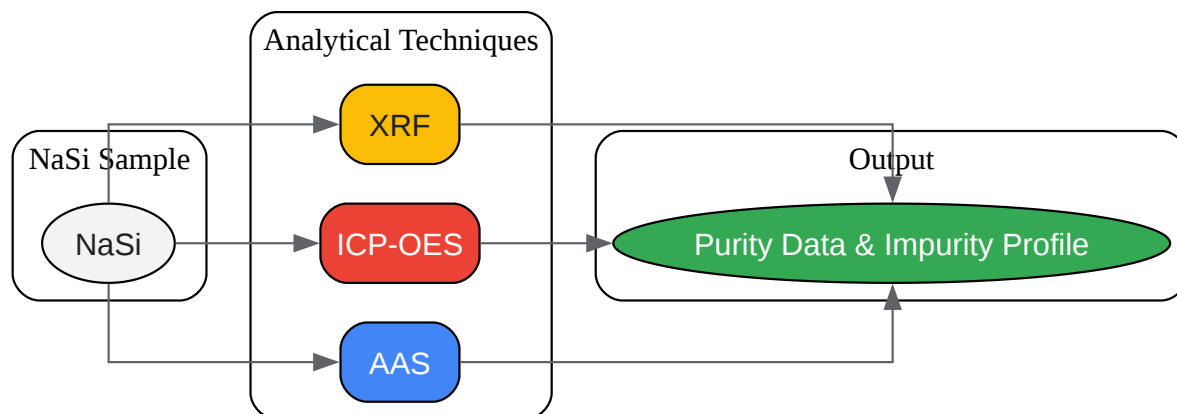 Analytical Techniques
XRF
NaSi Sample
Output
NaSi
ICP-OES
Purity Data & Impurity Profile
AAS